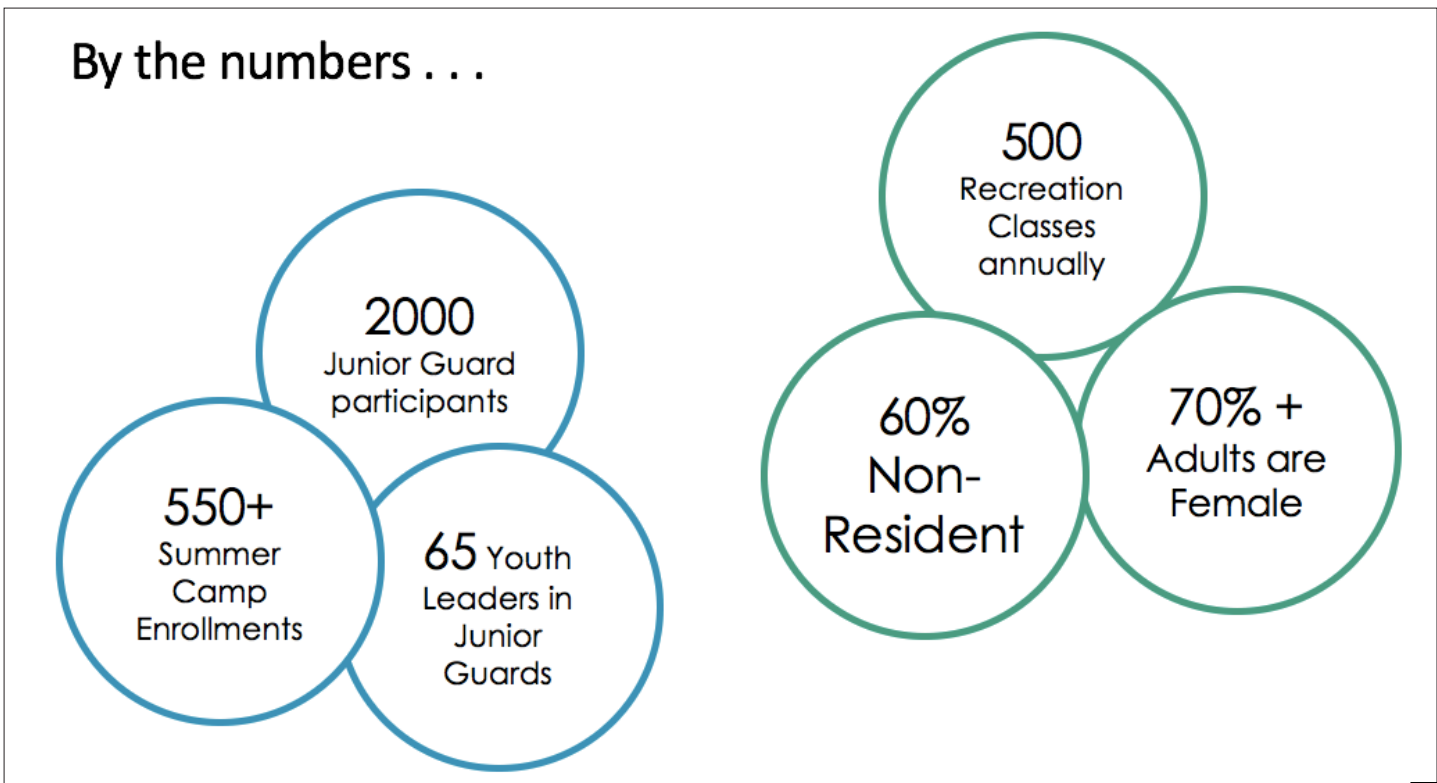 By the numbers . . .
2000
Junior Guard
participants
550+
Summer
Camp
Enrollments
65 Youth
Leaders in
Junior
Guards
500
Recreation
Classes
annually
60%
Non-
Resident
70% +
Adults are
Female